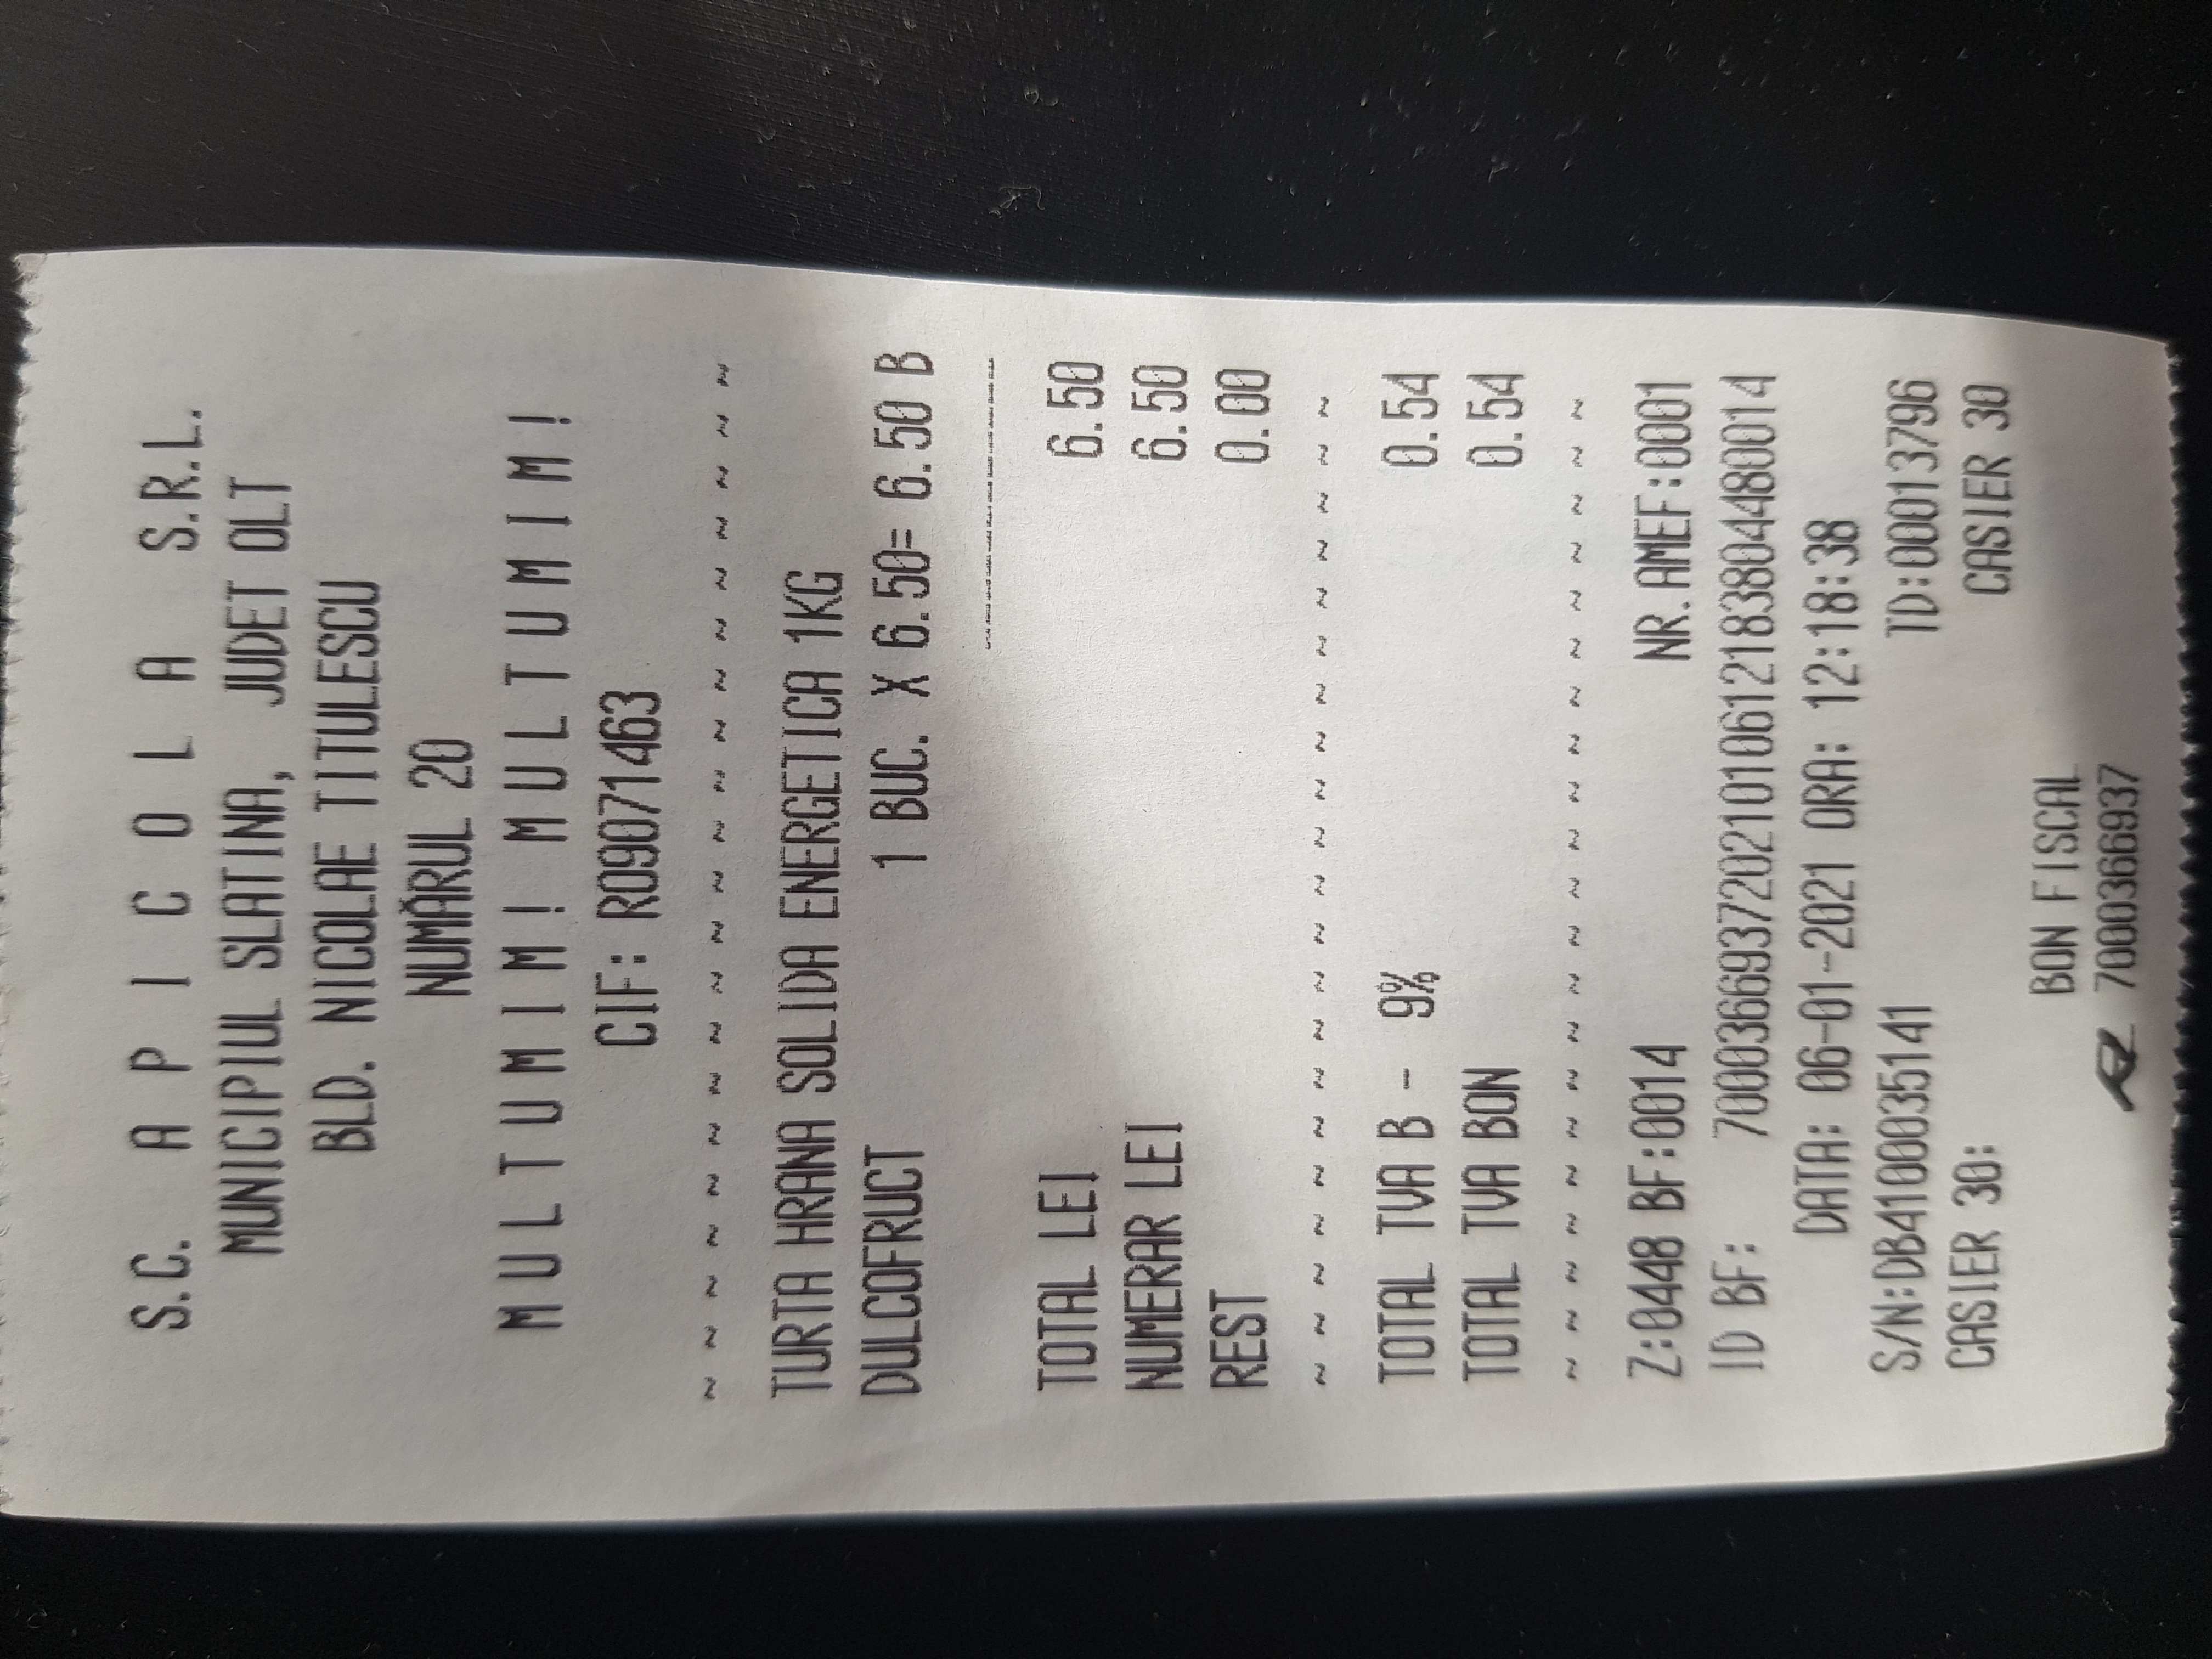 S.C. A P I C O L A S.R.L.
MUNICIPIUL SLATINA, JUDET OLT
BLD. NICOLAE TITULESCU
NUMĂRUL 20
M U L T U M I M ! M U L T U M I M !
CIF: RO9071463
~ ~ ~ ~ ~ ~ ~ ~ ~ ~ ~ ~ ~ ~ ~ ~ ~ ~ ~ ~ ~
TURTA HRANA SOLIDA ENERGETICA 1KG
DULCOFRUCT 1 BUC. X 6.50= 6.50 B
TOTAL LEI 6.50
NUMERAR LEI 6.50
REST 0.00
~ ~ ~ ~ ~ ~ ~ ~ ~ ~ ~ ~ ~ ~ ~ ~ ~ ~ ~ ~ ~
TOTAL TVA B - 9% 0.54
TOTAL TVA BON 0.54
~ ~ ~ ~ ~ ~ ~ ~ ~ ~ ~ ~ ~ ~ ~ ~ ~ ~ ~ ~ ~
Z:0448 BF:0014 NR.AMEF:0001
ID BF: 70003669372021010612183804480014
DATA: 06-01-2021 ORA: 12:18:38
S/N:DB4100035141 TD:00013796
CASIER 30: CASIER 30
BON FISCAL
7000366937